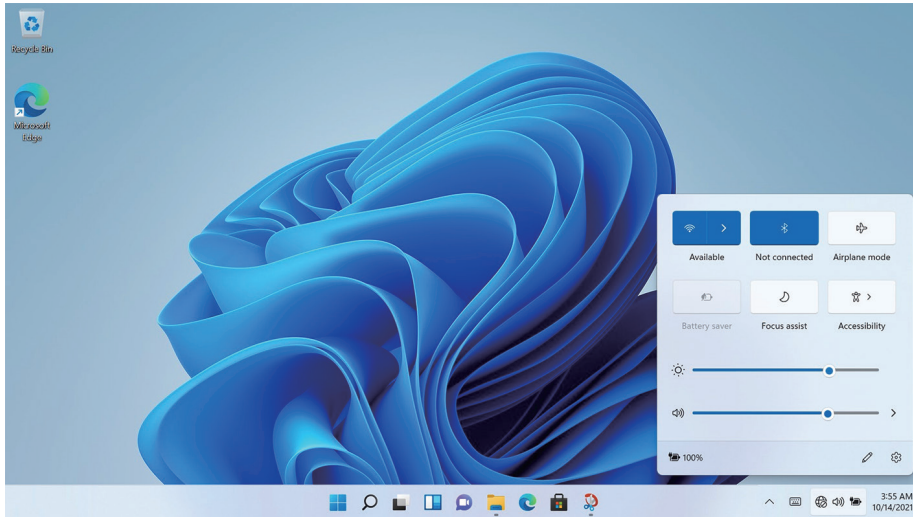 Recycle Bin
Microsoft
Edge
Available
Not connected
Airplane mode
Battery saver
Focus assist
Accessibility
100%
3:55 AM
10/14/2021